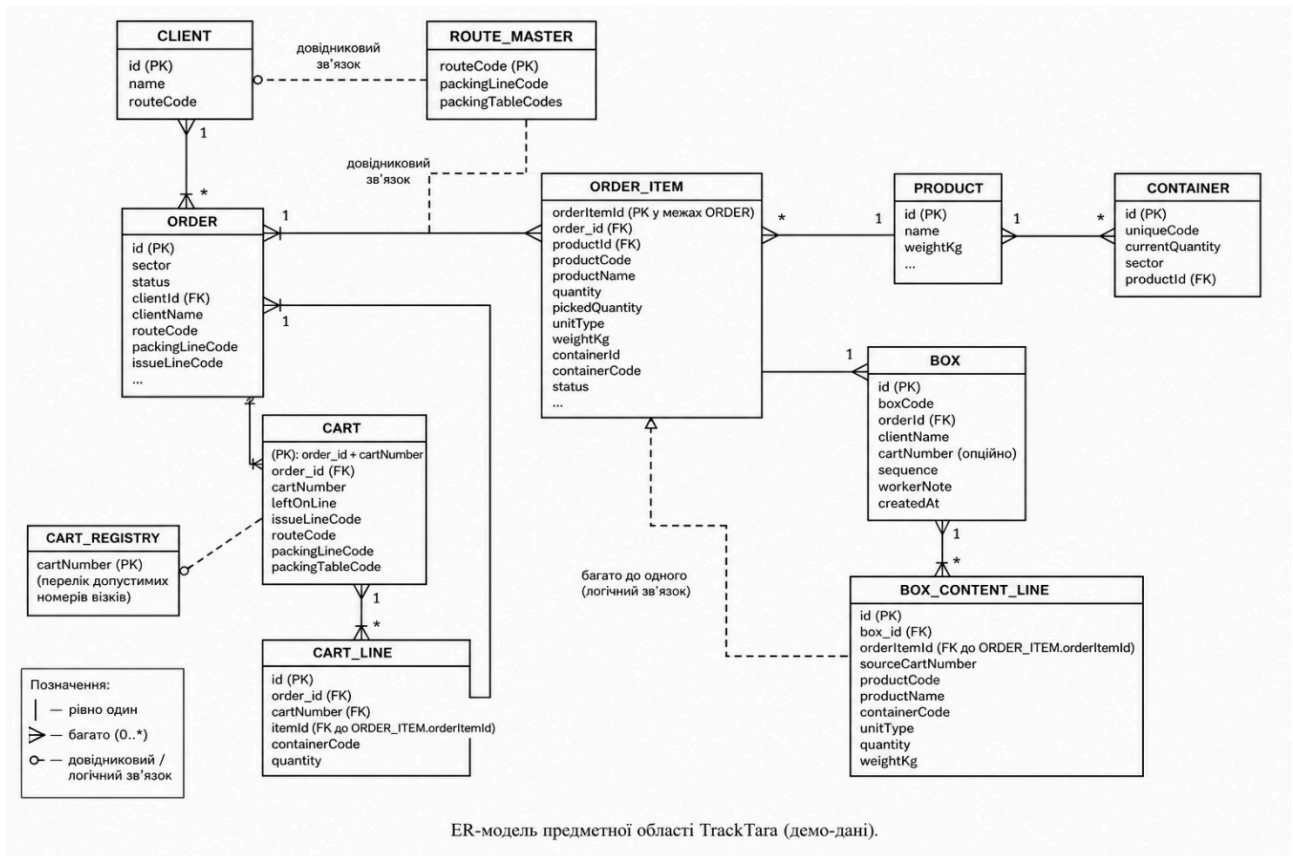 CLIENT
id (PK)
name
routeCode
довідниковий
зв’язок
ROUTE_MASTER
routeCode (PK)
packingLineCode
packingTableCodes
1
*
довідниковий
зв’язок
ORDER
id (PK)
sector
status
clientId (FK)
clientName
routeCode
packingLineCode
issueLineCode
...
1
1
ORDER_ITEM
orderItemId (PK у межах ORDER)
order_id (FK)
productId (FK)
productCode
productName
quantity
pickedQuantity
unitType
weightKg
containerId
containerCode
status
...
*
1
PRODUCT
id (PK)
name
weightKg
...
1
*
CONTAINER
id (PK)
uniqueCode
currentQuantity
sector
productId (FK)
1
BOX
id (PK)
boxCode
orderId (FK)
clientName
cartNumber (опційно)
sequence
workerNote
createdAt
1
*
CART
(PK): order_id + cartNumber
order_id (FK)
cartNumber
leftOnLine
issueLineCode
routeCode
packingLineCode
packingTableCode
CART_REGISTRY
cartNumber (PK)
(перелік допустимих
номерів візків)
1
*
багато до одного
(логічний зв’язок)
BOX_CONTENT_LINE
id (PK)
box_id (FK)
orderItemId (FK до ORDER_ITEM.orderItemId)
sourceCartNumber
productCode
productName
containerCode
unitType
quantity
weightKg
CART_LINE
id (PK)
order_id (FK)
cartNumber (FK)
itemId (FK до ORDER_ITEM.orderItemId)
containerCode
quantity
Позначення:
— рівно один
— багато (0..*)
— довідниковий /
логічний зв’язок
ER-модель предметної області TrackTara (демо-дані).